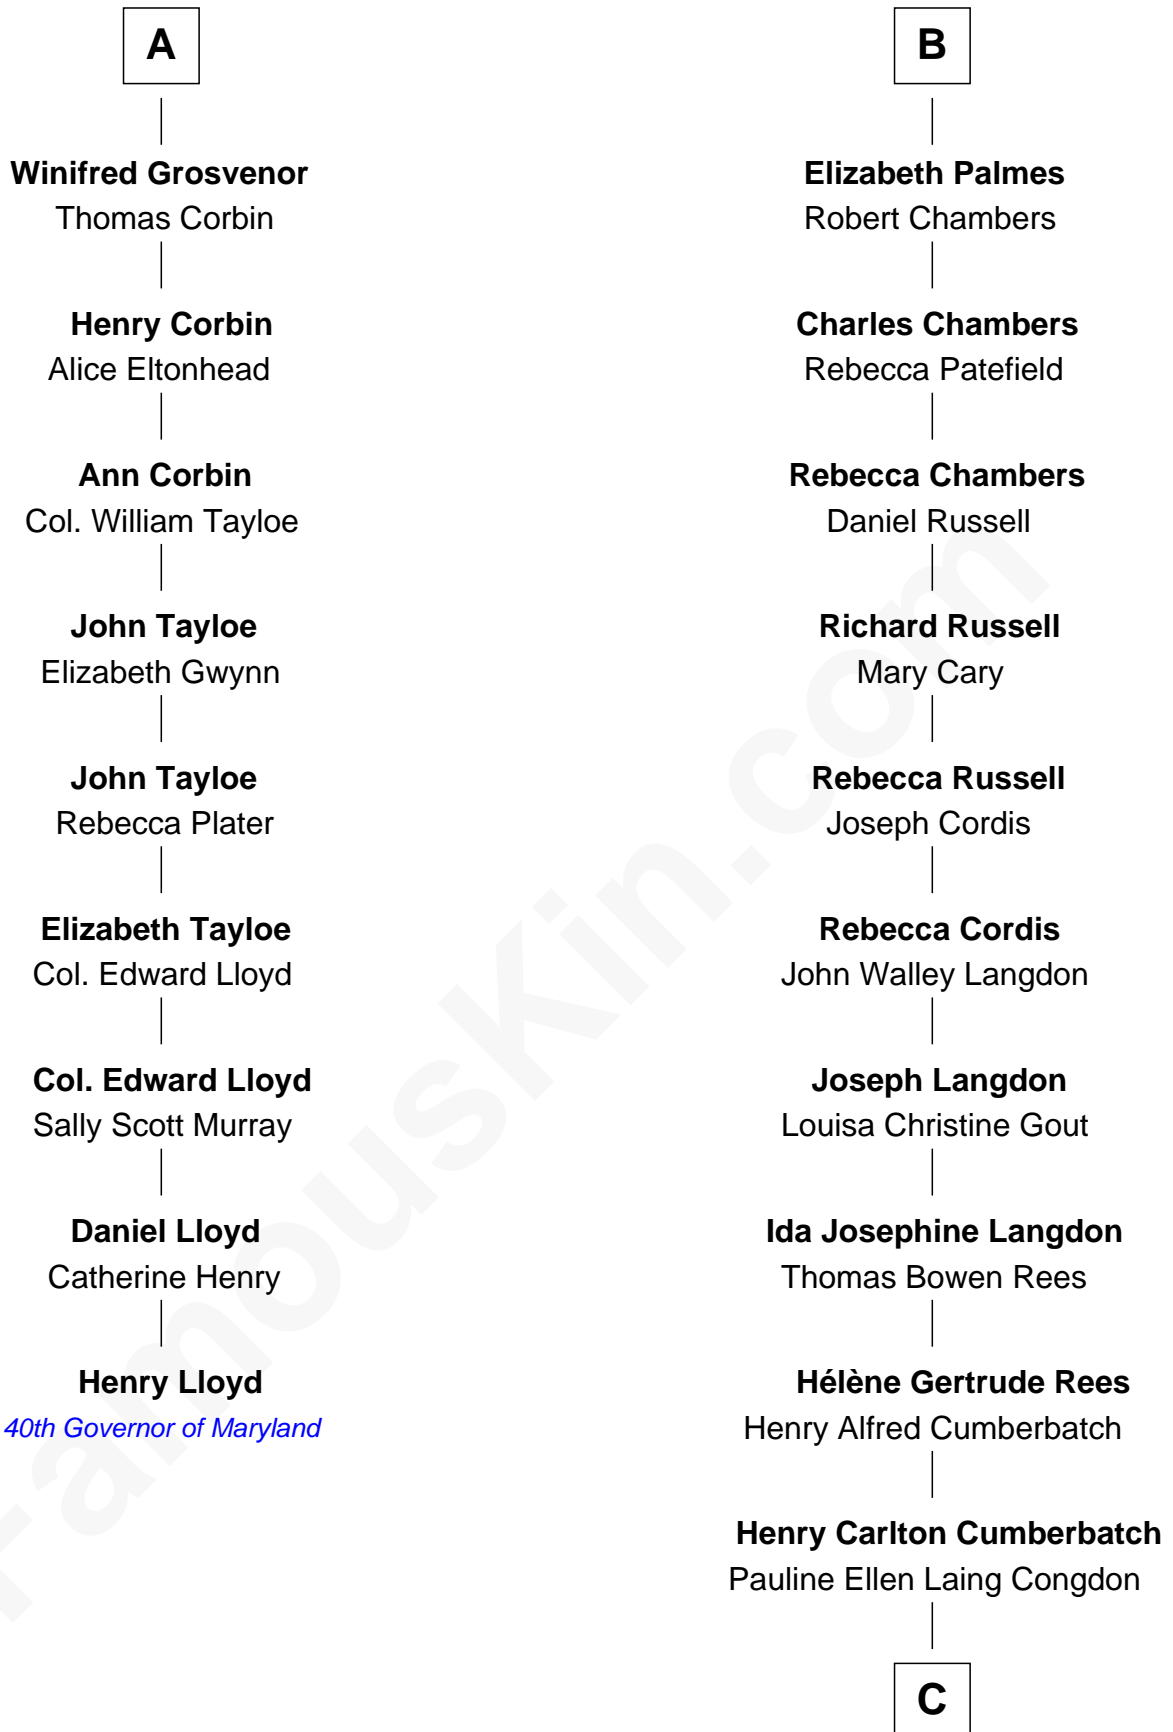 A
Winifred Grosvenor
Thomas Corbin
Henry Corbin
Alice Eltonhead
Ann Corbin
Col. William Tayloe
John Tayloe
Elizabeth Gwynn
John Tayloe
Rebecca Plater
Elizabeth Tayloe
Col. Edward Lloyd
Col. Edward Lloyd
Sally Scott Murray
Daniel Lloyd
Catherine Henry
Henry Lloyd
40th Governor of Maryland
B
Elizabeth Palmes
Robert Chambers
Charles Chambers
Rebecca Patefield
Rebecca Chambers
Daniel Russell
Richard Russell
Mary Cary
Rebecca Russell
Joseph Cordis
Rebecca Cordis
John Walley Langdon
Joseph Langdon
Louisa Christine Gout
Ida Josephine Langdon
Thomas Bowen Rees
Hélène Gertrude Rees
Henry Alfred Cumberbatch
Henry Carlton Cumberbatch
Pauline Ellen Laing Congdon
C
FamousKin.com